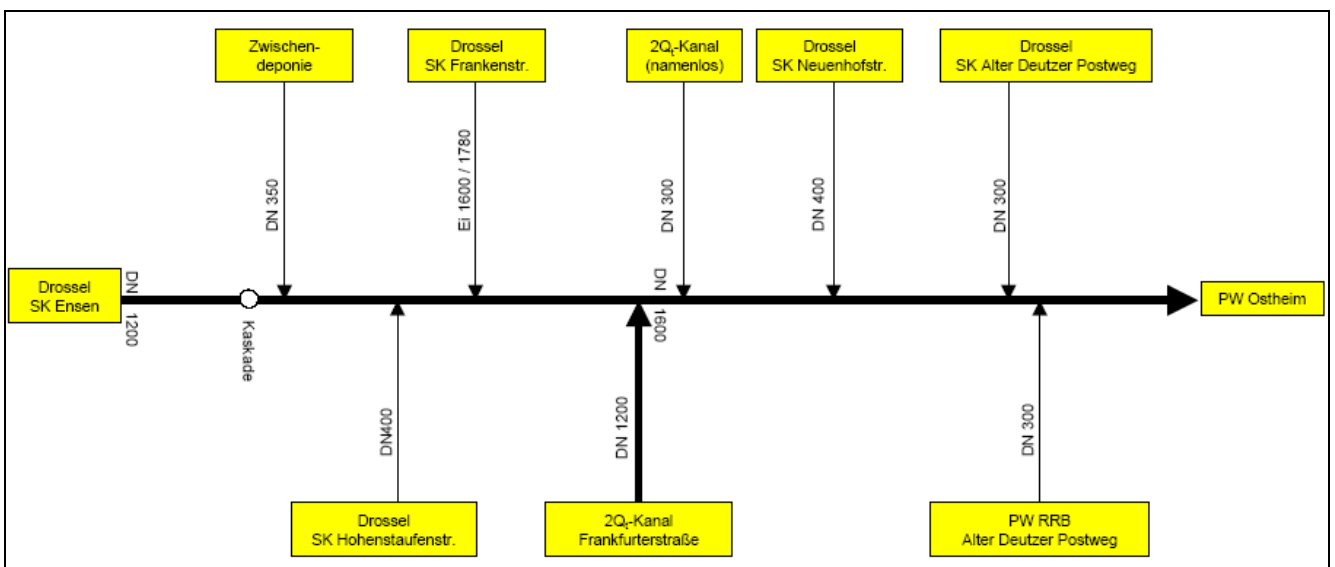 Zwischen-
deponie
Drossel
SK Frankenstr.
2Qt-Kanal
(namenlos)
Drossel
SK Neuenhofstr.
Drossel
SK Alter Deutzer Postweg
DN 350
Ei 1600 / 1780
DN 300
DN 400
DN 300
Drossel
SK Ensen
DN 1200
Kaskade
DN 1600
PW Ostheim
DN400
DN 1200
DN 300
Drossel
SK Hohenstaufenstr.
2Qt-Kanal
Frankfurterstraße
PW RRB
Alter Deutzer Postweg